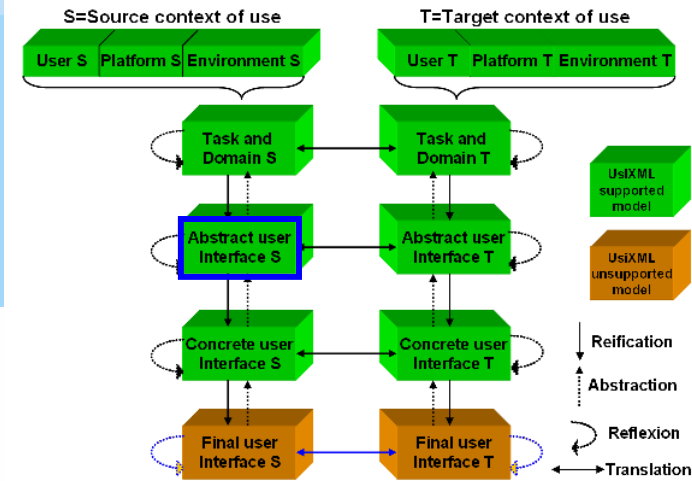 S=Source context of use
T=Target context of use
User S Platform S Environment S
User T Platform T Environment T
Task and
Domain S
Task and
Domain T
UsIXML
supported
model
Abstract user
Interface S
Abstract user
Interface T
UsiXML
unsupported
model
Concrete user
Interface S
Concrete user
Interface T
Reification
Abstraction
Final user
Interface S
Final user
Interface T
Reflexion
Translation